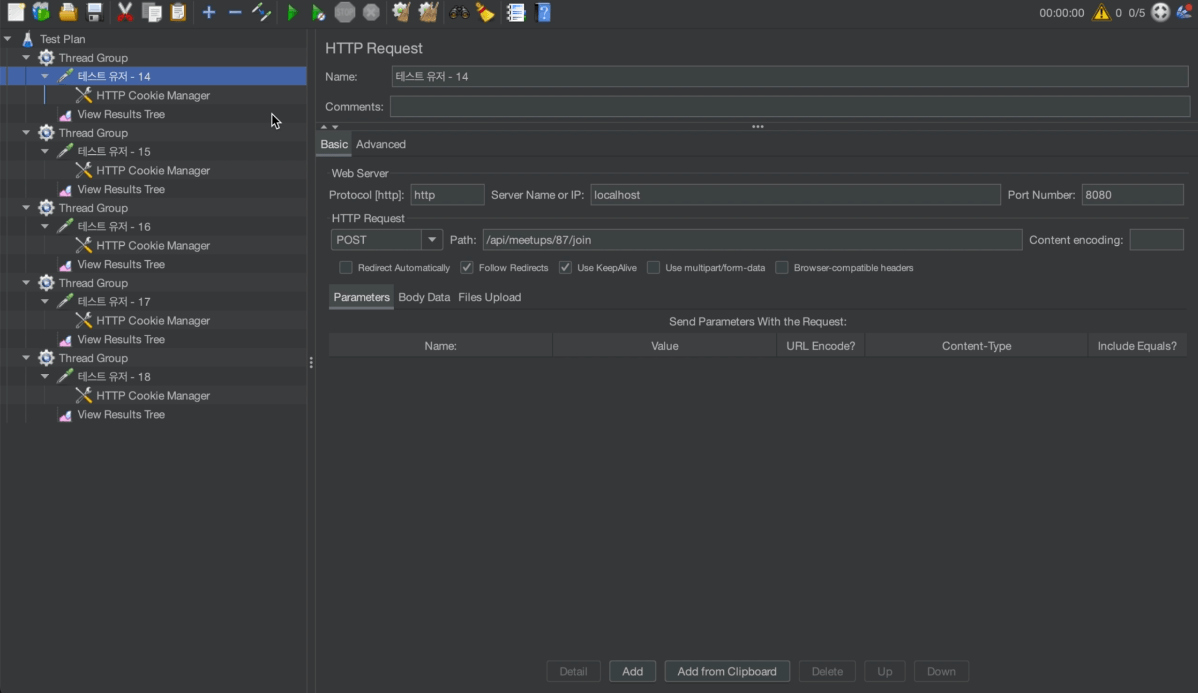 00:00:00 0 0/5
Test Plan
Thread Group
테스트 유저 - 14
HTTP Cookie Manager
View Results Tree
Thread Group
테스트 유저 - 15
HTTP Cookie Manager
View Results Tree
Thread Group
테스트 유저 - 16
HTTP Cookie Manager
View Results Tree
Thread Group
테스트 유저 - 17
HTTP Cookie Manager
View Results Tree
Thread Group
테스트 유저 - 18
HTTP Cookie Manager
View Results Tree
HTTP Request
Name: 테스트 유저 - 14
Comments:
Basic Advanced
Web Server
Protocol [http]: http Server Name or IP: localhost Port Number: 8080
HTTP Request
POST Path: /api/meetups/87/join Content encoding:
Redirect Automatically Follow Redirects Use KeepAlive Use multipart/form-data Browser-compatible headers
Parameters Body Data Files Upload
Send Parameters With the Request:
Name: Value URL Encode? Content-Type Include Equals?
Detail Add Add from Clipboard Delete Up Down